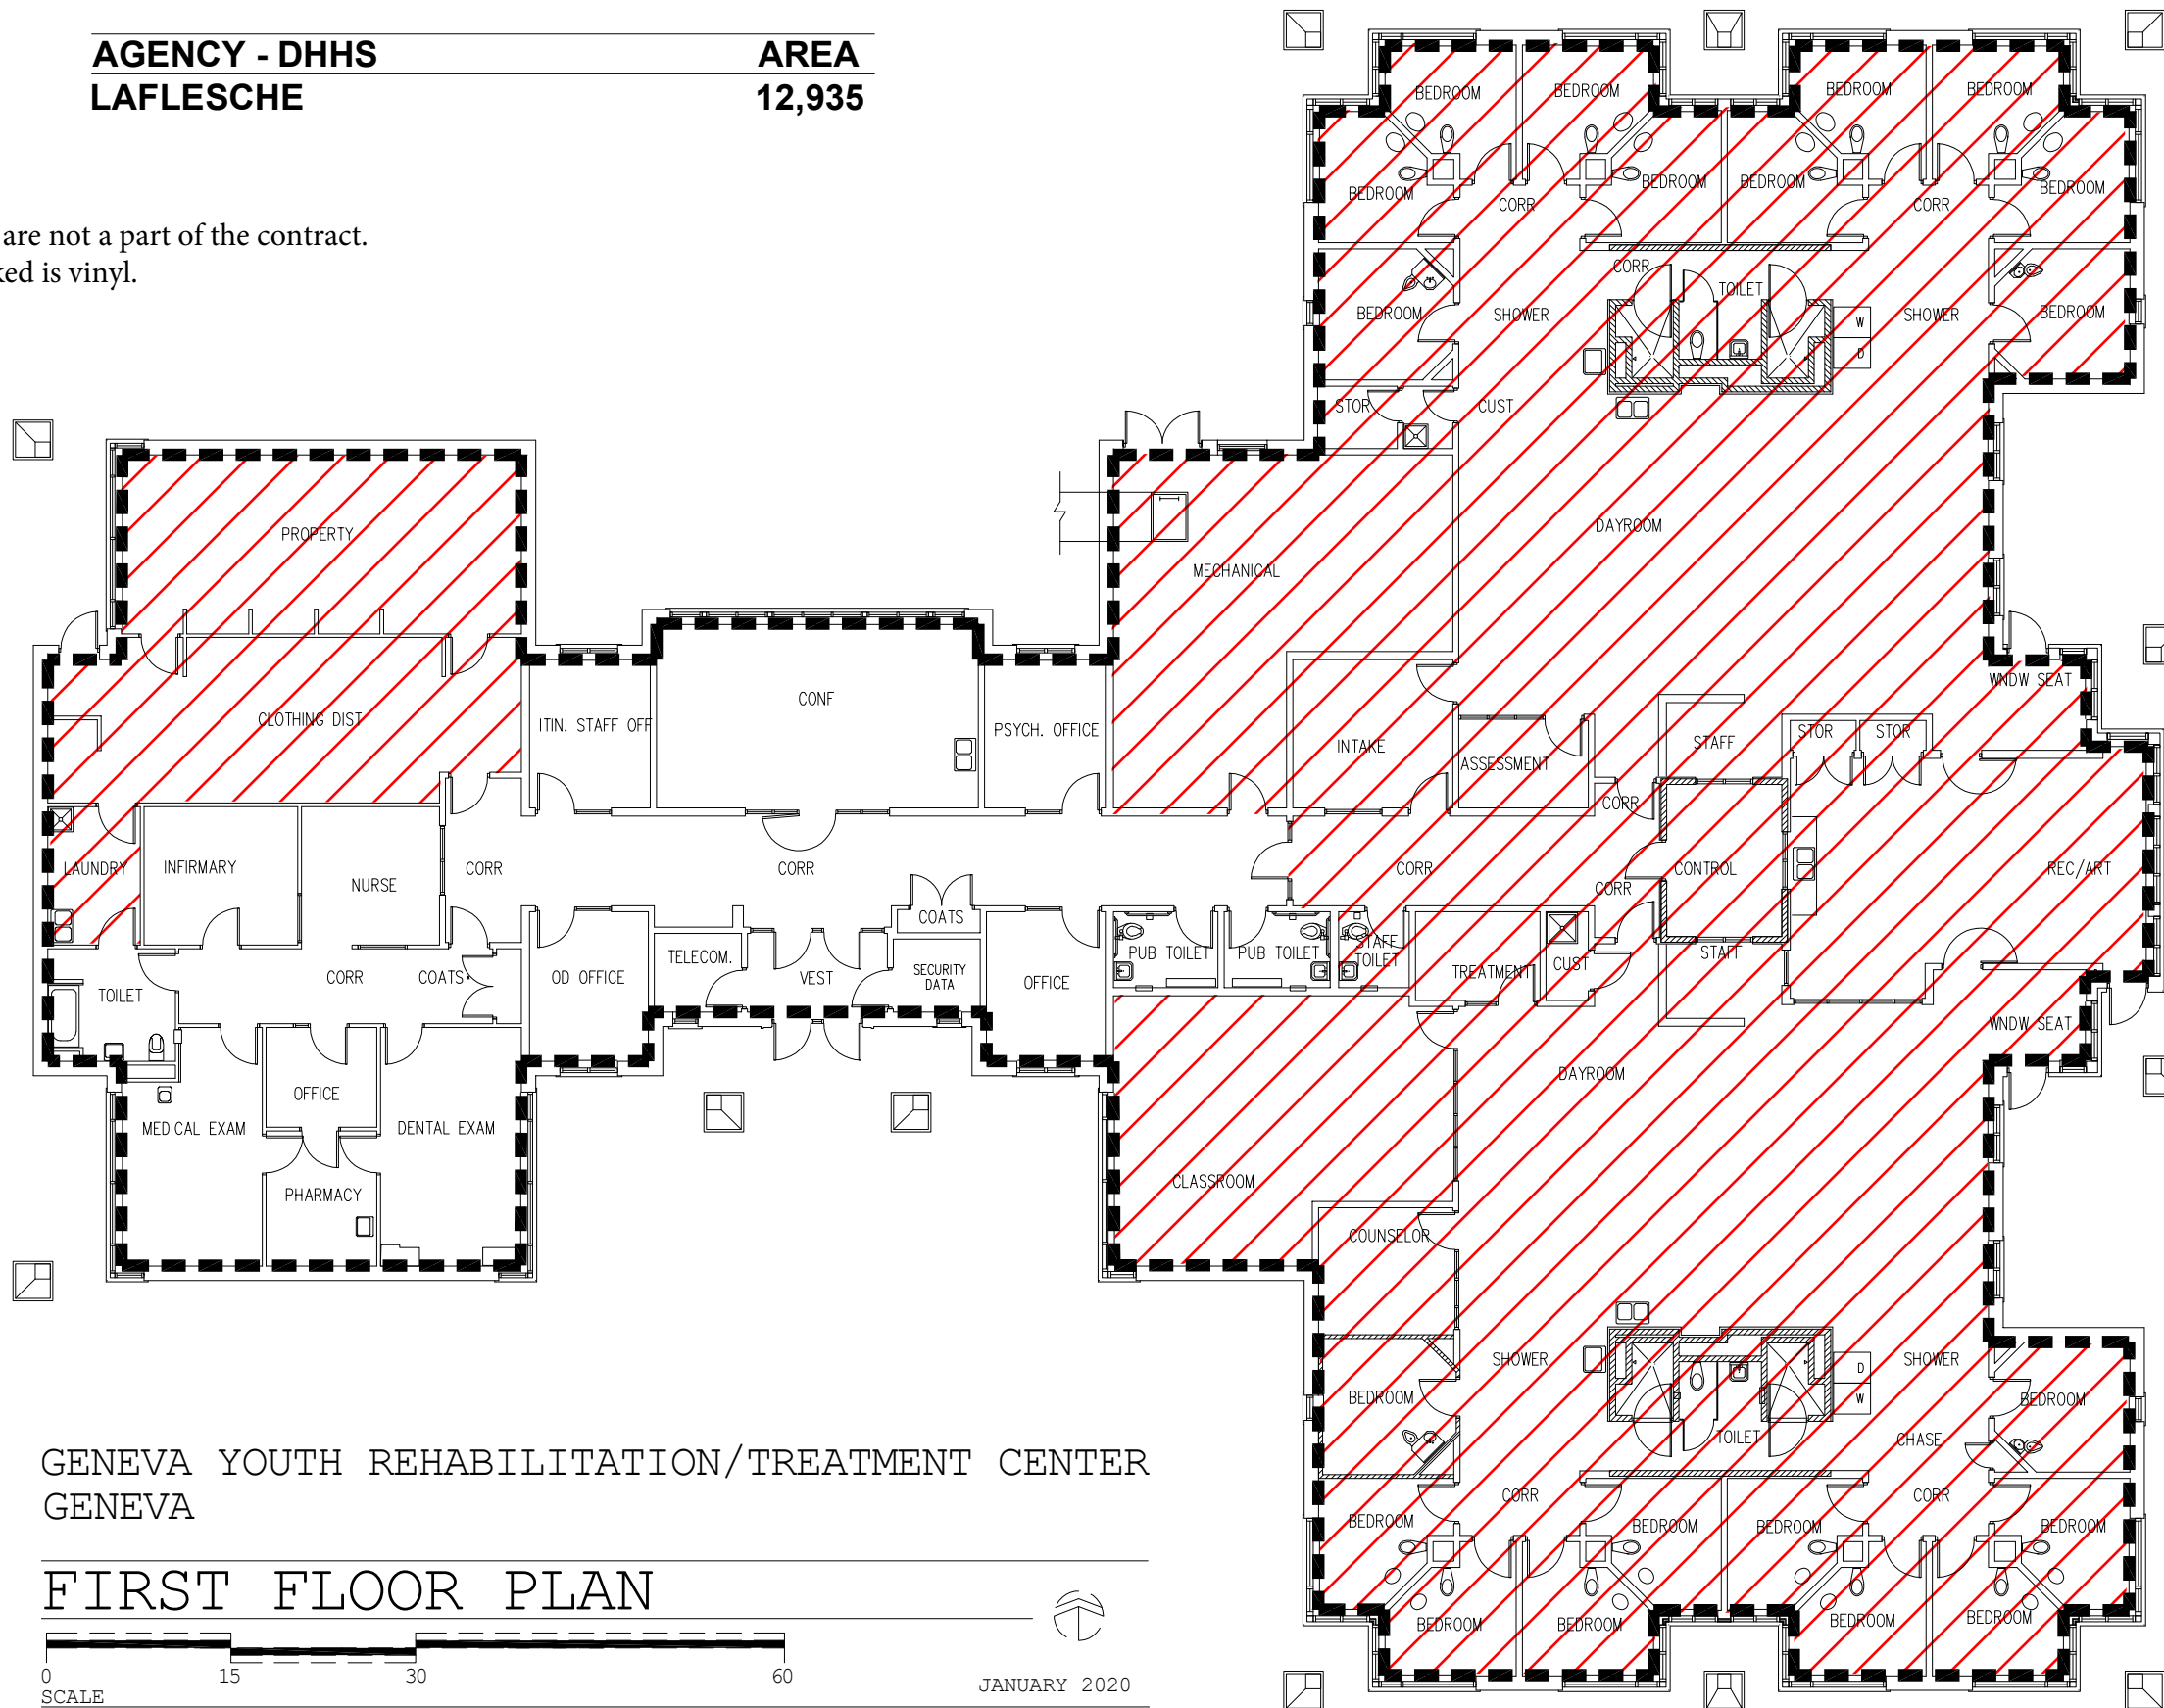 AGENCY - DHHS AREA
LAFLESCHE 12,935
are not a part of the contract.
is vinyl.
BEDROOM BEDROOM BEDROOM BEDROOM
BEDROOM BEDROOM BEDROOM BEDROOM
CORR CORR
CORR
TOILET
BEDROOM SHOWER SHOWER BEDROOM
W
D
STOR CUST
DAYROOM
PROPERTY
MECHANICAL
CLOTHING DIST
ITIN. STAFF OFF
CONF
PSYCH. OFFICE
INTAKE
ASSESSMENT
STAFF
STOR STOR
WNDW SEAT
CORR
LAUNDRY
INFIRMARY
NURSE
CORR
CORR
CORR
CORR
CONTROL
REC/ART
COATS
PUB TOILET
PUB TOILET
STAFF
TOILET
TREATMENT
CUST
STAFF
TOILET
CORR
COATS
OD OFFICE
TELECOM.
VEST
SECURITY
DATA
OFFICE
WNDW SEAT
DAYROOM
OFFICE
MEDICAL EXAM
DENTAL EXAM
PHARMACY
CLASSROOM
COUNSELOR
SHOWER SHOWER
D
W
BEDROOM BEDROOM
TOILET
CHASE
CORR CORR
BEDROOM BEDROOM BEDROOM BEDROOM
BEDROOM BEDROOM BEDROOM BEDROOM
GENEVA YOUTH REHABILITATION/TREATMENT CENTER
GENEVA
FIRST FLOOR PLAN
0 15 30 60
SCALE
JANUARY 2020